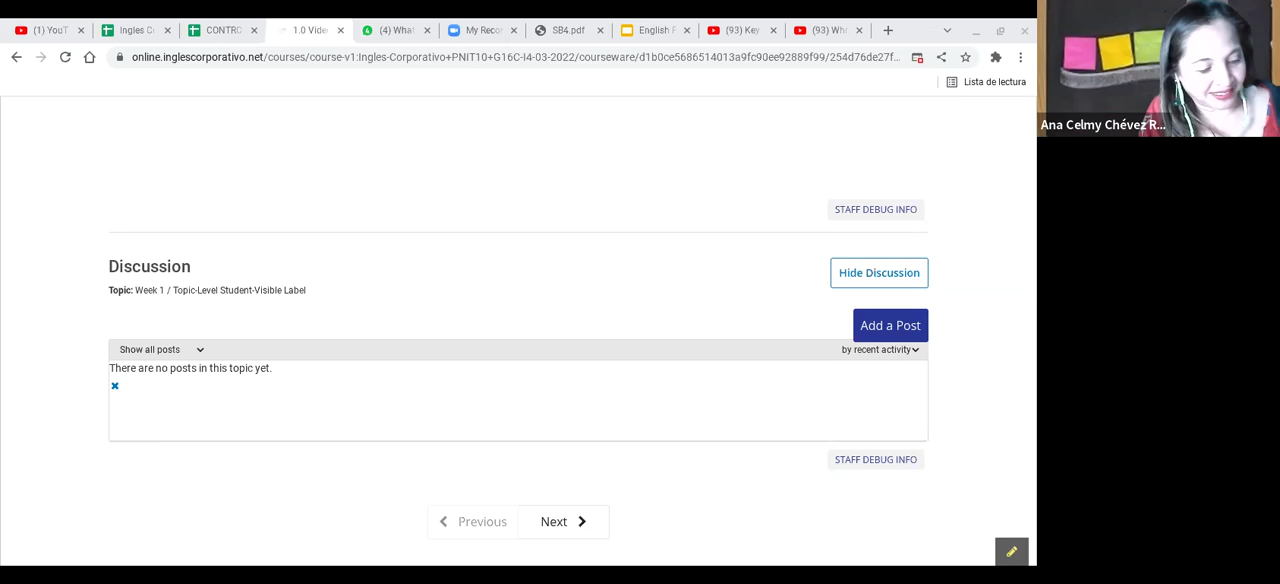 (1) YouT
Ingles C
CONTRO
1.0 Vide
(4) What
My Reco
SB4.pdf
English F
(93) Key
(93) Wh
online.inglescorporativo.net/courses/course-v1:Ingles-Corporativo+PNIT10+G16C-I4-03-2022/courseware/d1b0ce5686514013a9fc90ee92889f99/254d76de27f...
Lista de lectura
Ana Celmy Chévez R...
STAFF DEBUG INFO
Discussion
Hide Discussion
Topic: Week 1 / Topic-Level Student-Visible Label
Add a Post
Show all posts
by recent activity
There are no posts in this topic yet.
STAFF DEBUG INFO
Previous
Next